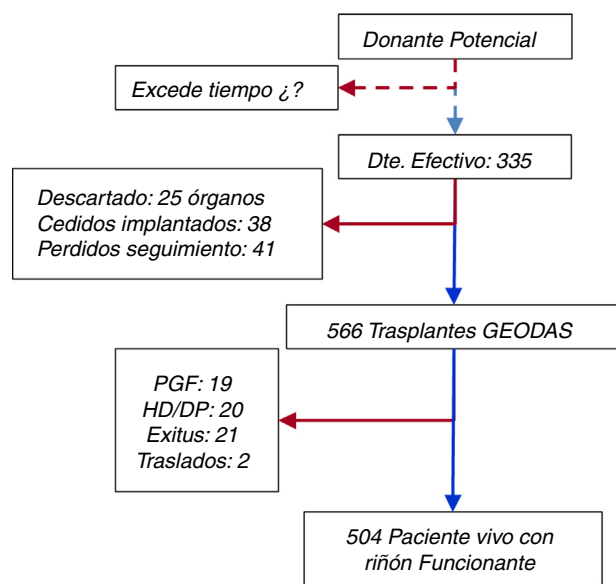 Donante Potencial
Excede tiempo ¿?
Dte. Efectivo: 335
Descartado: 25 órganos
Cedidos implantados: 38
Perdidos seguimiento: 41
566 Trasplantes GEODAS
PGF: 19
HD/DP: 20
Exitus: 21
Traslados: 2
504 Paciente vivo con
riñón Funcionante